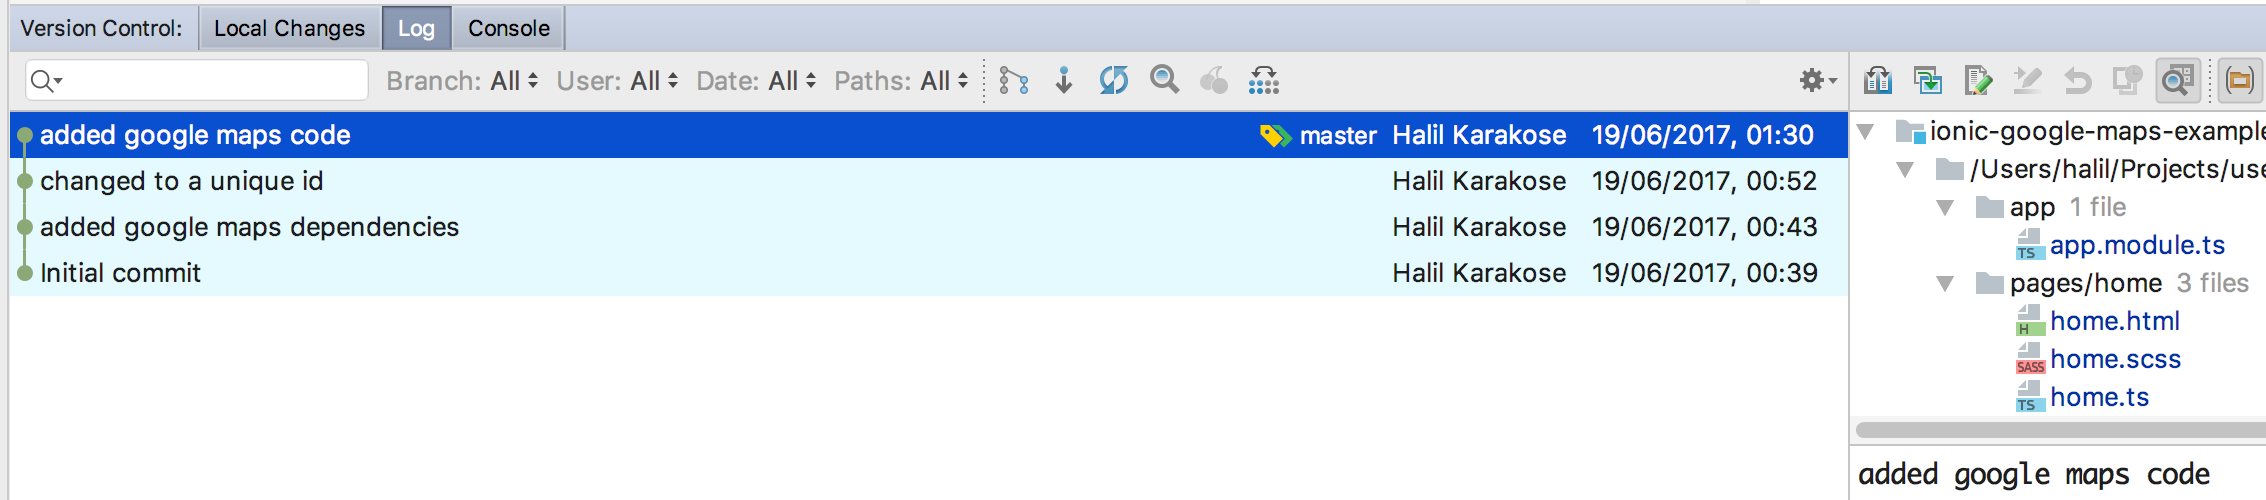 Version Control: Local Changes Log Console
Branch: All User: All Date: All Paths: All
added google maps code master Halil Karakose 19/06/2017, 01:30
changed to a unique id Halil Karakose 19/06/2017, 00:52
added google maps dependencies Halil Karakose 19/06/2017, 00:43
Initial commit Halil Karakose 19/06/2017, 00:39
ionic-google-maps-example
/Users/halil/Projects/use
app 1 file
TS app.module.ts
pages/home 3 files
H home.html
SASS home.scss
TS home.ts
added google maps code